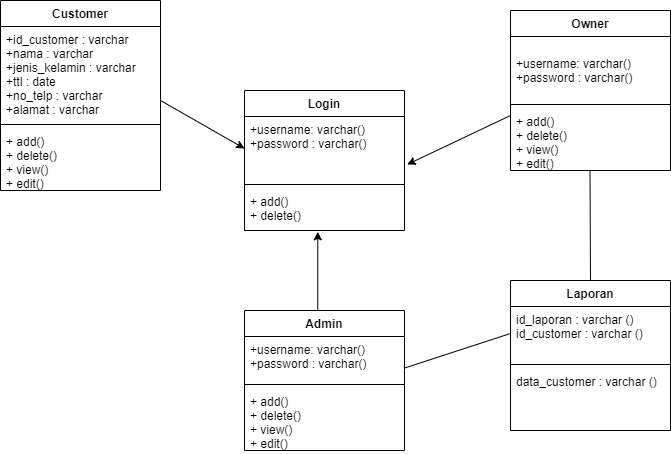 Customer
+id_customer : varchar
+nama : varchar
+jenis_kelamin : varchar
+ttl : date
+no_telp : varchar
+alamat : varchar
+ add()
+ delete()
+ view()
+ edit()
Login
+username: varchar()
+password : varchar()
+ add()
+ delete()
Owner
+username: varchar()
+password : varchar()
+ add()
+ delete()
+ view()
+ edit()
Admin
+username: varchar()
+password : varchar()
+ add()
+ delete()
+ view()
+ edit()
Laporan
id_laporan : varchar ()
id_customer : varchar ()
data_customer : varchar ()